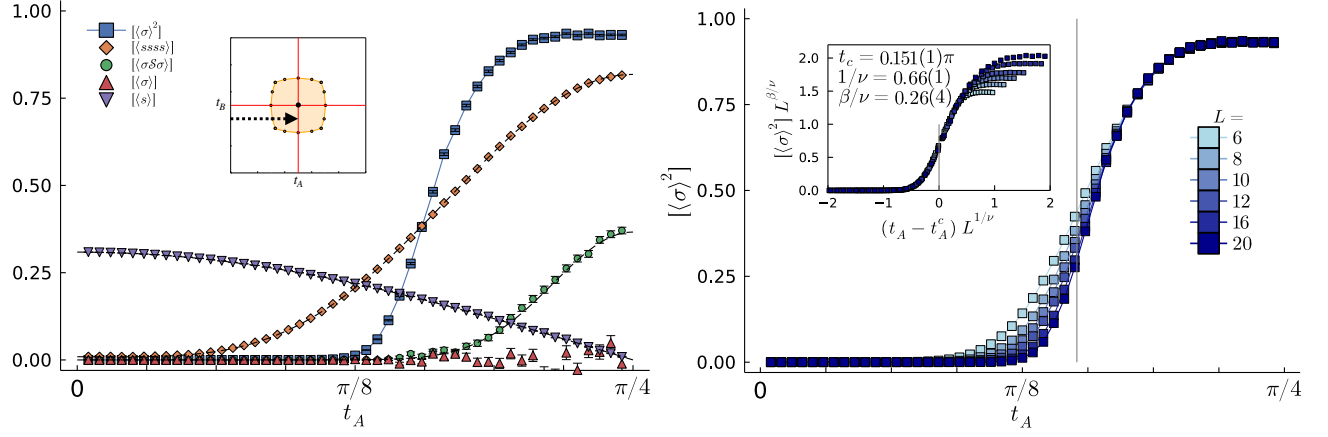 1.00
0.75
0.50
0.25
0.00
[⟨σ⟩²]
[⟨ssss⟩]
[⟨σSσ⟩]
[⟨σ⟩]
[⟨s⟩]
t_B
t_A
0
π/8
π/4
t_A
[⟨σ⟩²]
1.00
0.75
0.50
0.25
0.00
[⟨σ⟩²] L^{β/ν}
2.0
1.5
1.0
0.5
0.0
t_c = 0.151(1)π
1/ν = 0.66(1)
β/ν = 0.26(4)
−2
−1
0
1
2
(t_A − t_A^c) L^{1/ν}
L =
6
8
10
12
16
20
0
π/8
π/4
t_A